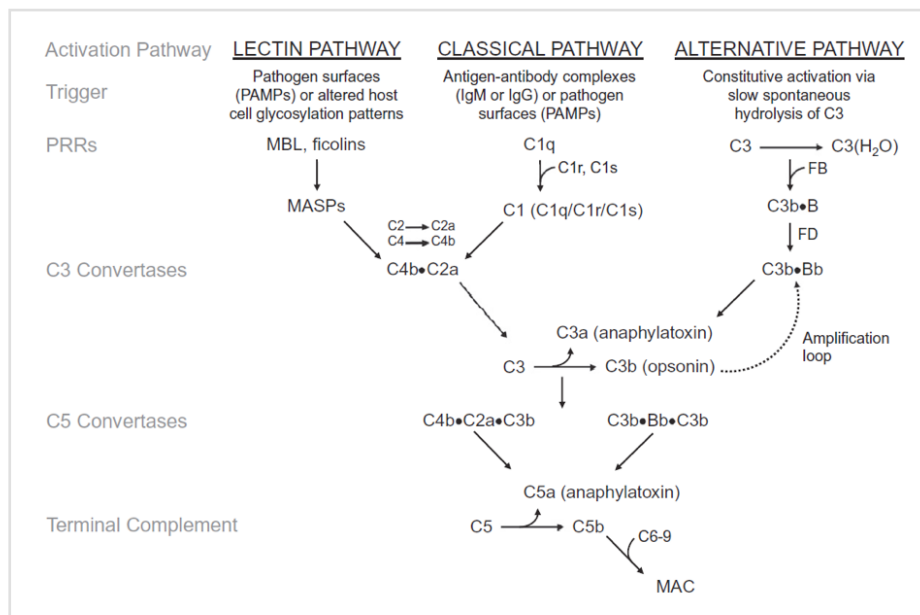 Activation Pathway LECTIN PATHWAY CLASSICAL PATHWAY ALTERNATIVE PATHWAY
Trigger
Pathogen surfaces
(PAMPs) or altered host
cell glycosylation patterns
Antigen-antibody complexes
(IgM or IgG) or pathogen
surfaces (PAMPs)
Constitutive activation via
slow spontaneous
hydrolysis of C3
PRRs
MBL, ficolins
C1q
C3 C3(H₂O)
C1r, C1s
FB
MASPs
C1 (C1q/C1r/C1s)
C3b•B
C2 C2a
C4 C4b
FD
C3 Convertases
C4b•C2a
C3b•Bb
C3a (anaphylatoxin)
Amplification
loop
C3 C3b (opsonin)
C5 Convertases
C4b•C2a•C3b
C3b•Bb•C3b
C5a (anaphylatoxin)
Terminal Complement
C5 C5b
C6-9
MAC